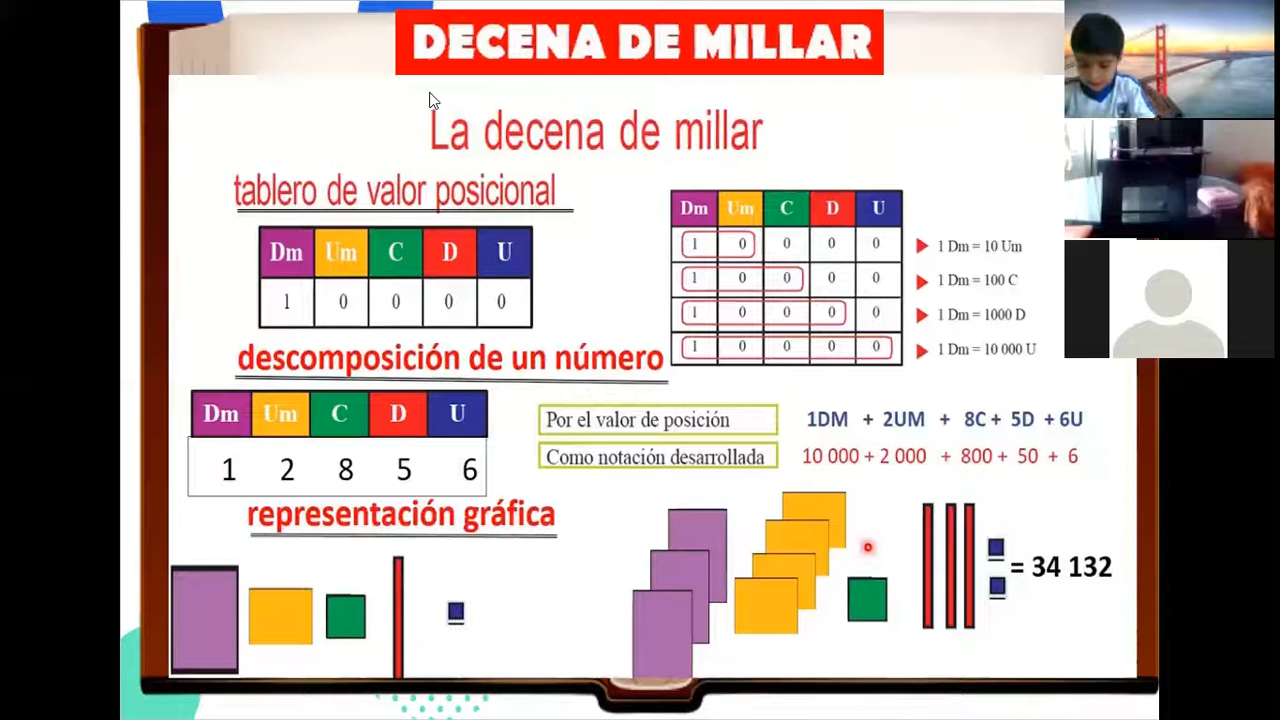 DECENA DE MILLAR
La decena de millar
tablero de valor posicional
Dm Um C D U
1 0 0 0 0
Dm Um C D U
1 0 0 0 0 1 Dm = 10 Um
1 0 0 0 0 1 Dm = 100 C
1 0 0 0 0 1 Dm = 1000 D
1 0 0 0 0 1 Dm = 10 000 U
descomposición de un número
Dm Um C D U
1 2 8 5 6
Por el valor de posición 1DM + 2UM + 8C + 5D + 6U
Como notación desarrollada 10 000 + 2 000 + 800 + 50 + 6
representación gráfica
= 34 132